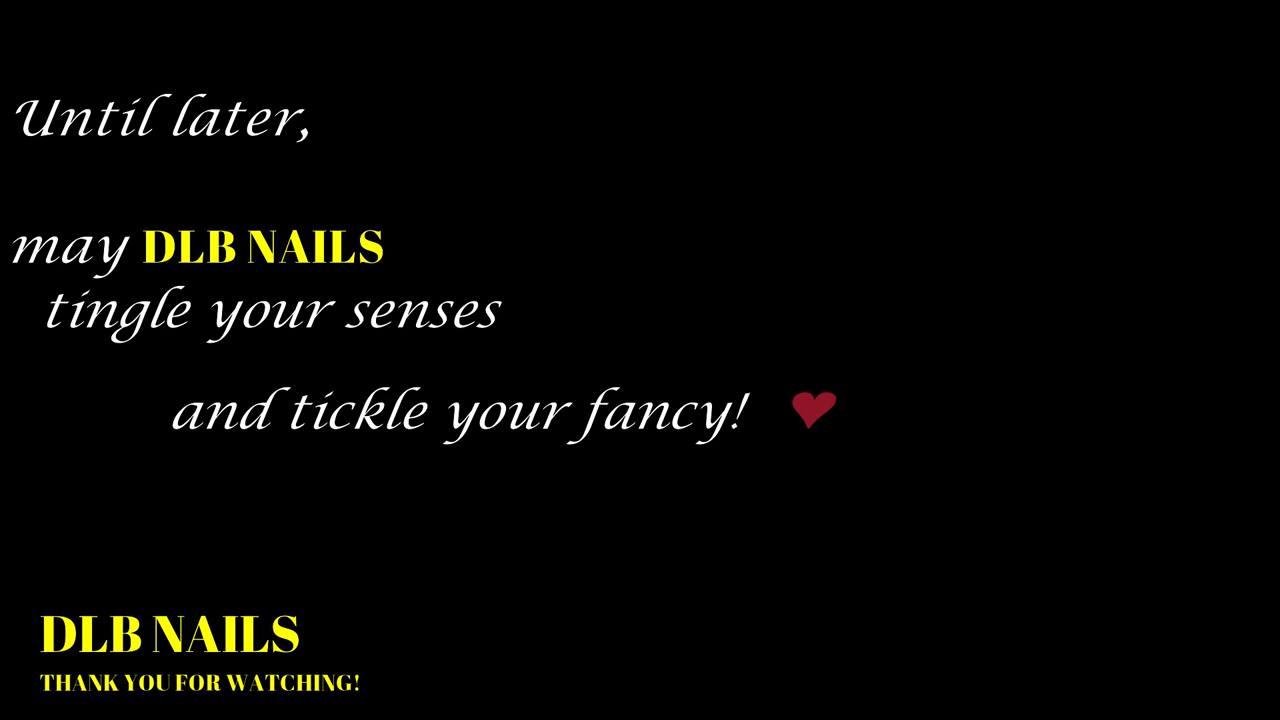 Until later,
may DLB NAILS
tingle your senses
and tickle your fancy! ❤
DLB NAILS
THANK YOU FOR WATCHING!